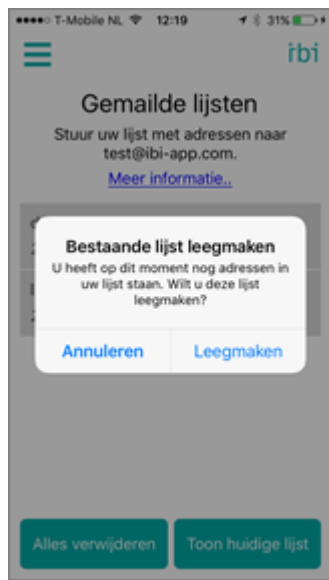 T-Mobile NL 12:19 31%
ibi
Gemailde lijsten
Stuur uw lijst met adressen naar
test@ibi-app.com.
Meer informatie..
Bestaande lijst leegmaken
U heeft op dit moment nog adressen in
uw lijst staan. Wilt u deze lijst
leegmaken?
Annuleren Leegmaken
Alles verwijderen Toon huidige lijst